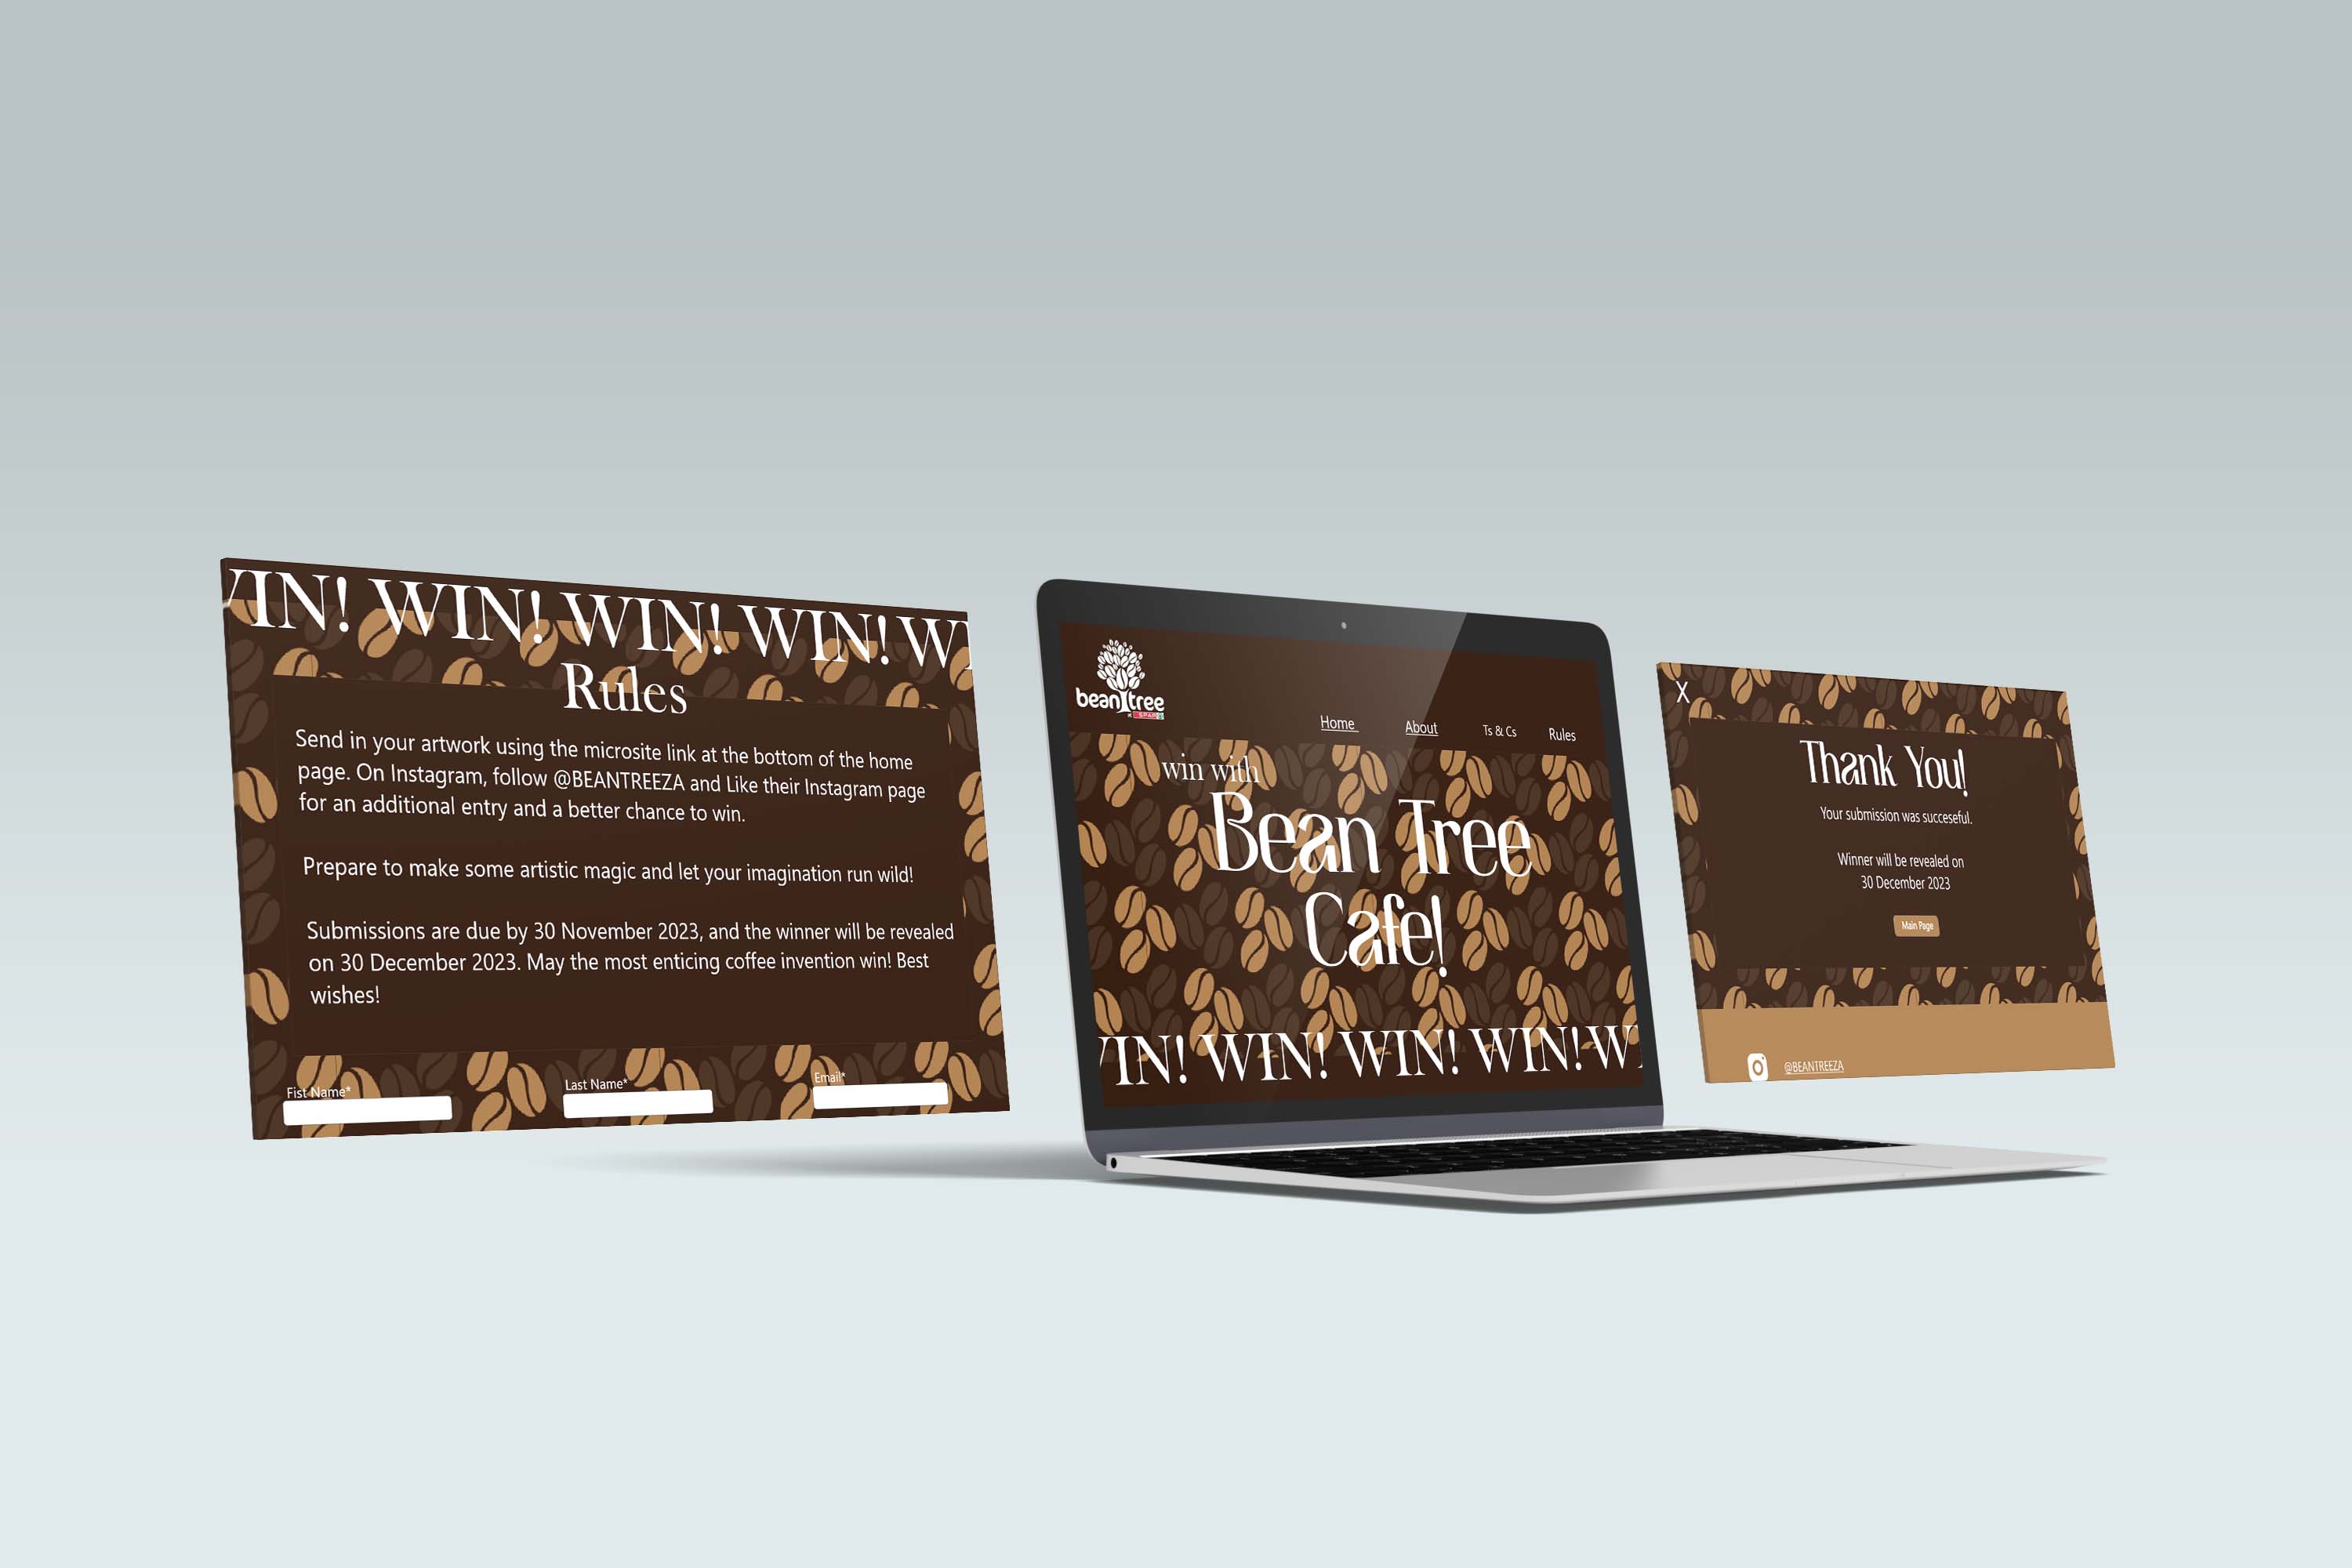 WIN! WIN! WIN! WIN! WI
Rules
Send in your artwork using the microsite link at the bottom of the home
page. On Instagram, follow @BEANTREEZA and Like their Instagram page
for an additional entry and a better chance to win.
Prepare to make some artistic magic and let your imagination run wild!
Submissions are due by 30 November 2023, and the winner will be revealed
on 30 December 2023. May the most enticing coffee invention win! Best
wishes!
Fist Name*
Last Name*
Email*
bean tree
SPAR
Home
About
Ts & Cs
Rules
win with
Bean Tree
Cafe!
WIN! WIN! WIN! WIN! WI
X
Thank You!
Your submission was succeseful.
Winner will be revealed on
30 December 2023
Main Page
@BEANTREEZA